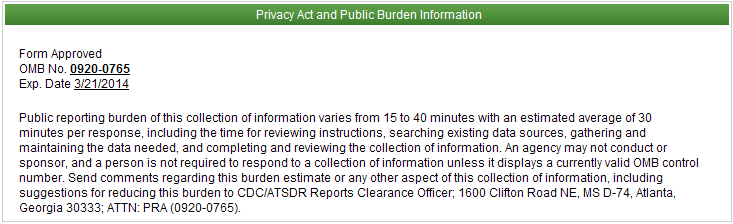 Privacy Act and Public Burden Information
Form Approved
OMB No. 0920-0765
Exp. Date 3/21/2014
Public reporting burden of this collection of information varies from 15 to 40 minutes with an estimated average of 30
minutes per response, including the time for reviewing instructions, searching existing data sources, gathering and
maintaining the data needed, and completing and reviewing the collection of information. An agency may not conduct or
sponsor, and a person is not required to respond to a collection of information unless it displays a currently valid OMB control
number. Send comments regarding this burden estimate or any other aspect of this collection of information, including
suggestions for reducing this burden to CDC/ATSDR Reports Clearance Officer; 1600 Clifton Road NE, MS D-74, Atlanta,
Georgia 30333; ATTN: PRA (0920-0765).